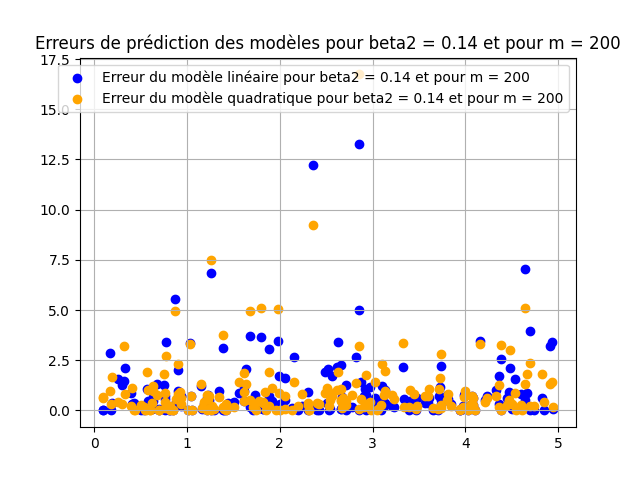 Erreurs de prédiction des modèles pour beta2 = 0.14 et pour m = 200
Erreur du modèle linéaire pour beta2 = 0.14 et pour m = 200
Erreur du modèle quadratique pour beta2 = 0.14 et pour m = 200
17.5
15.0
12.5
10.0
7.5
5.0
2.5
0.0
0 1 2 3 4 5